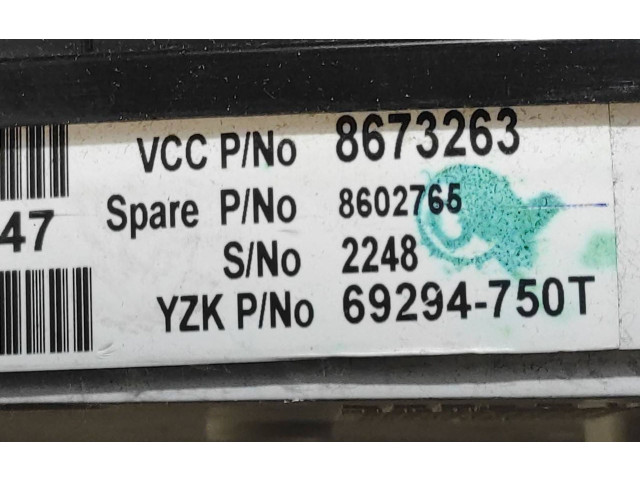 VCC P/No 8673263
Spare P/No 8602765
47
S/No 2248
YZK P/No 69294-750T